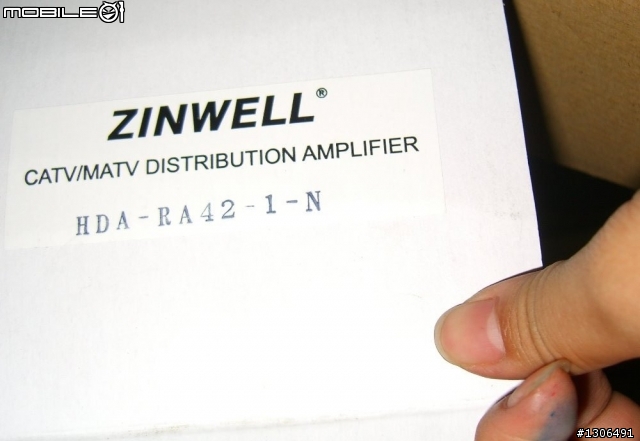 MOBILE01
ZINWELL®
CATV/MATV DISTRIBUTION AMPLIFIER
HDA-RA42-1-N
#1306491